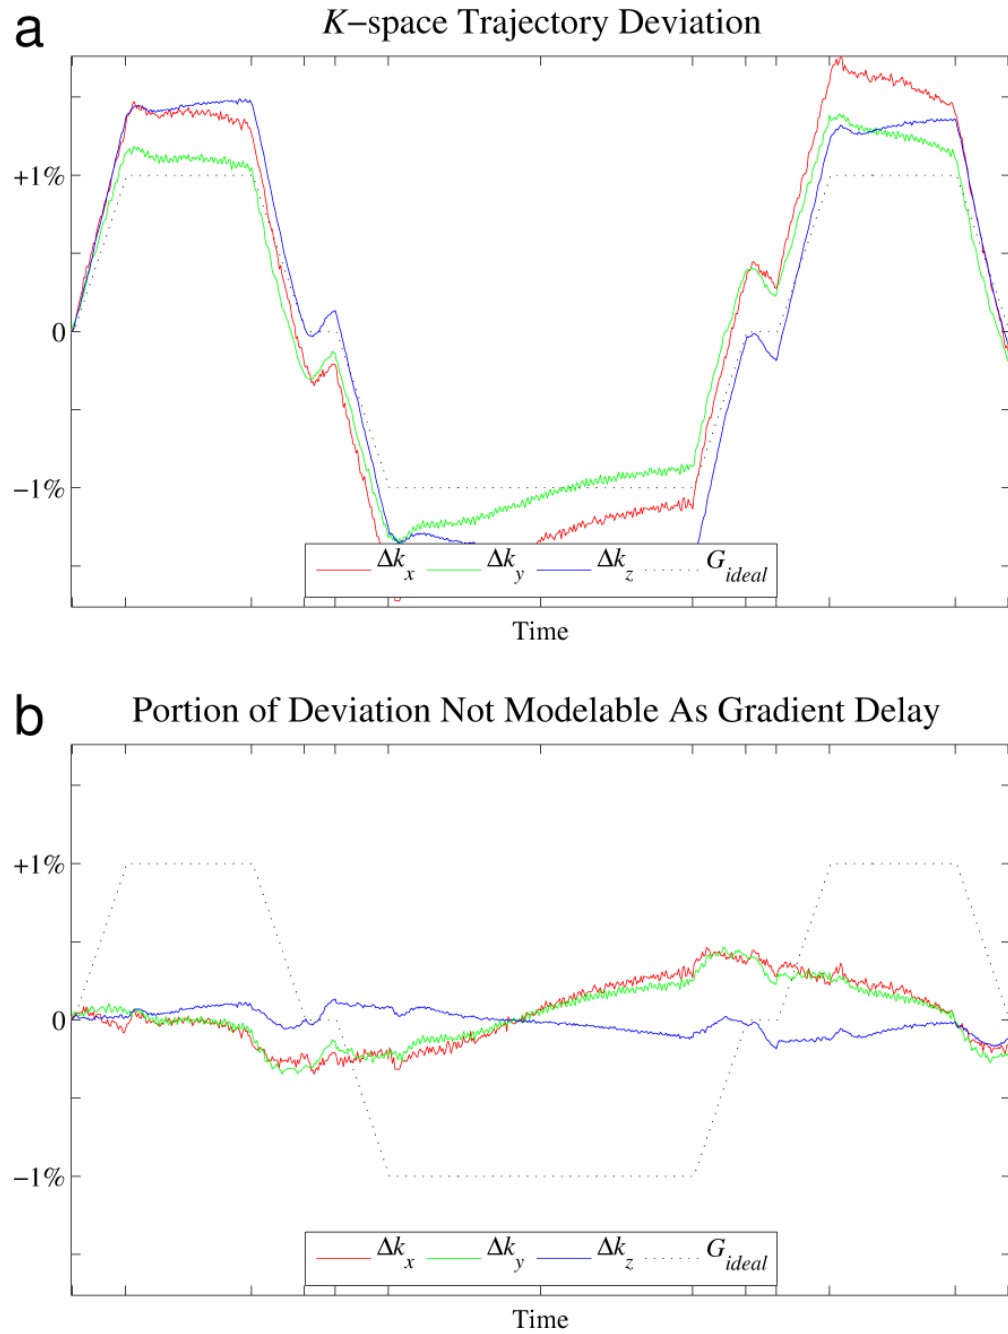 a
K−space Trajectory Deviation
+1%
0
−1%
Δkx Δky Δkz Gideal
Time
b
Portion of Deviation Not Modelable As Gradient Delay
+1%
0
−1%
Δkx Δky Δkz Gideal
Time